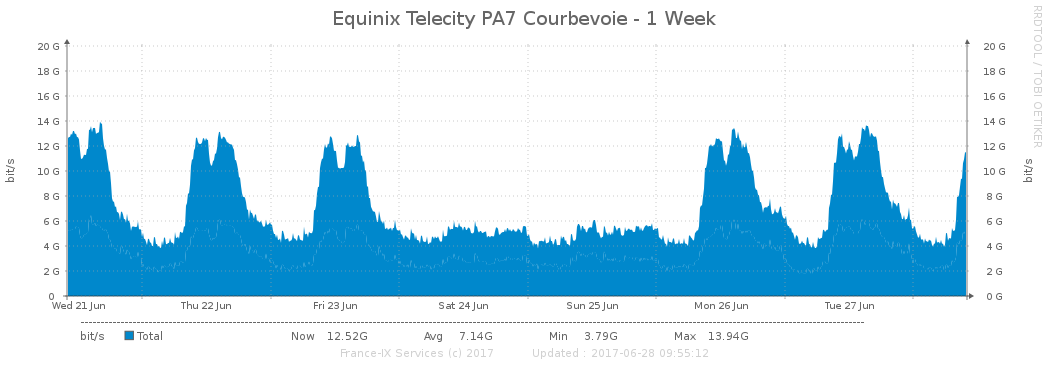 Equinix Telecity PA7 Courbevoie - 1 Week
RRDTOOL / TOBI OETIKER
bit/s
20 G 20 G
18 G 18 G
16 G 16 G
14 G 14 G
12 G 12 G
10 G 10 G
8 G 8 G
6 G 6 G
4 G 4 G
2 G 2 G
0 0 G
bit/s
Wed 21 Jun Thu 22 Jun Fri 23 Jun Sat 24 Jun Sun 25 Jun Mon 26 Jun Tue 27 Jun
bit/s Total Now 12.52G Avg 7.14G Min 3.79G Max 13.94G
France-IX Services (c) 2017 Updated : 2017-06-28 09:55:12